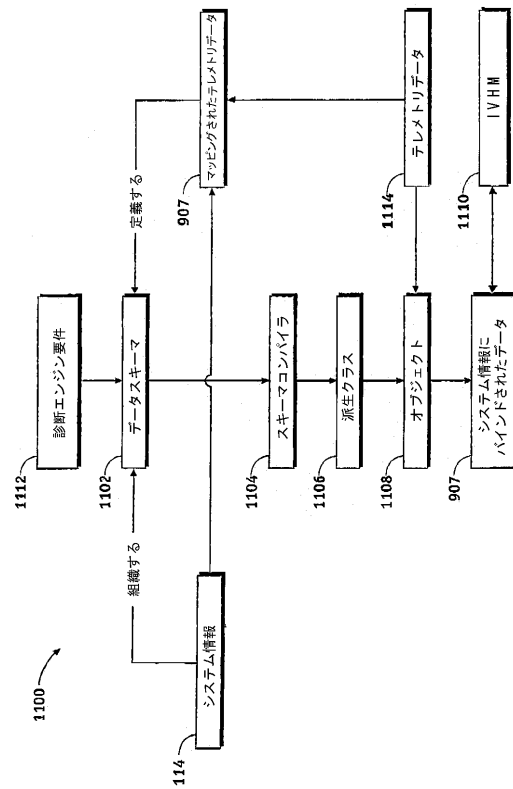 1100
1112
診断エンジン要件
組織する
1102
データスキーマ
定義する
114
システム情報
907
マッピングされたテレメトリデータ
1104
スキーマコンパイラ
1106
派生クラス
1108
オブジェクト
1114
テレメトリデータ
907
システム情報に
バインドされたデータ
1110
IVHM